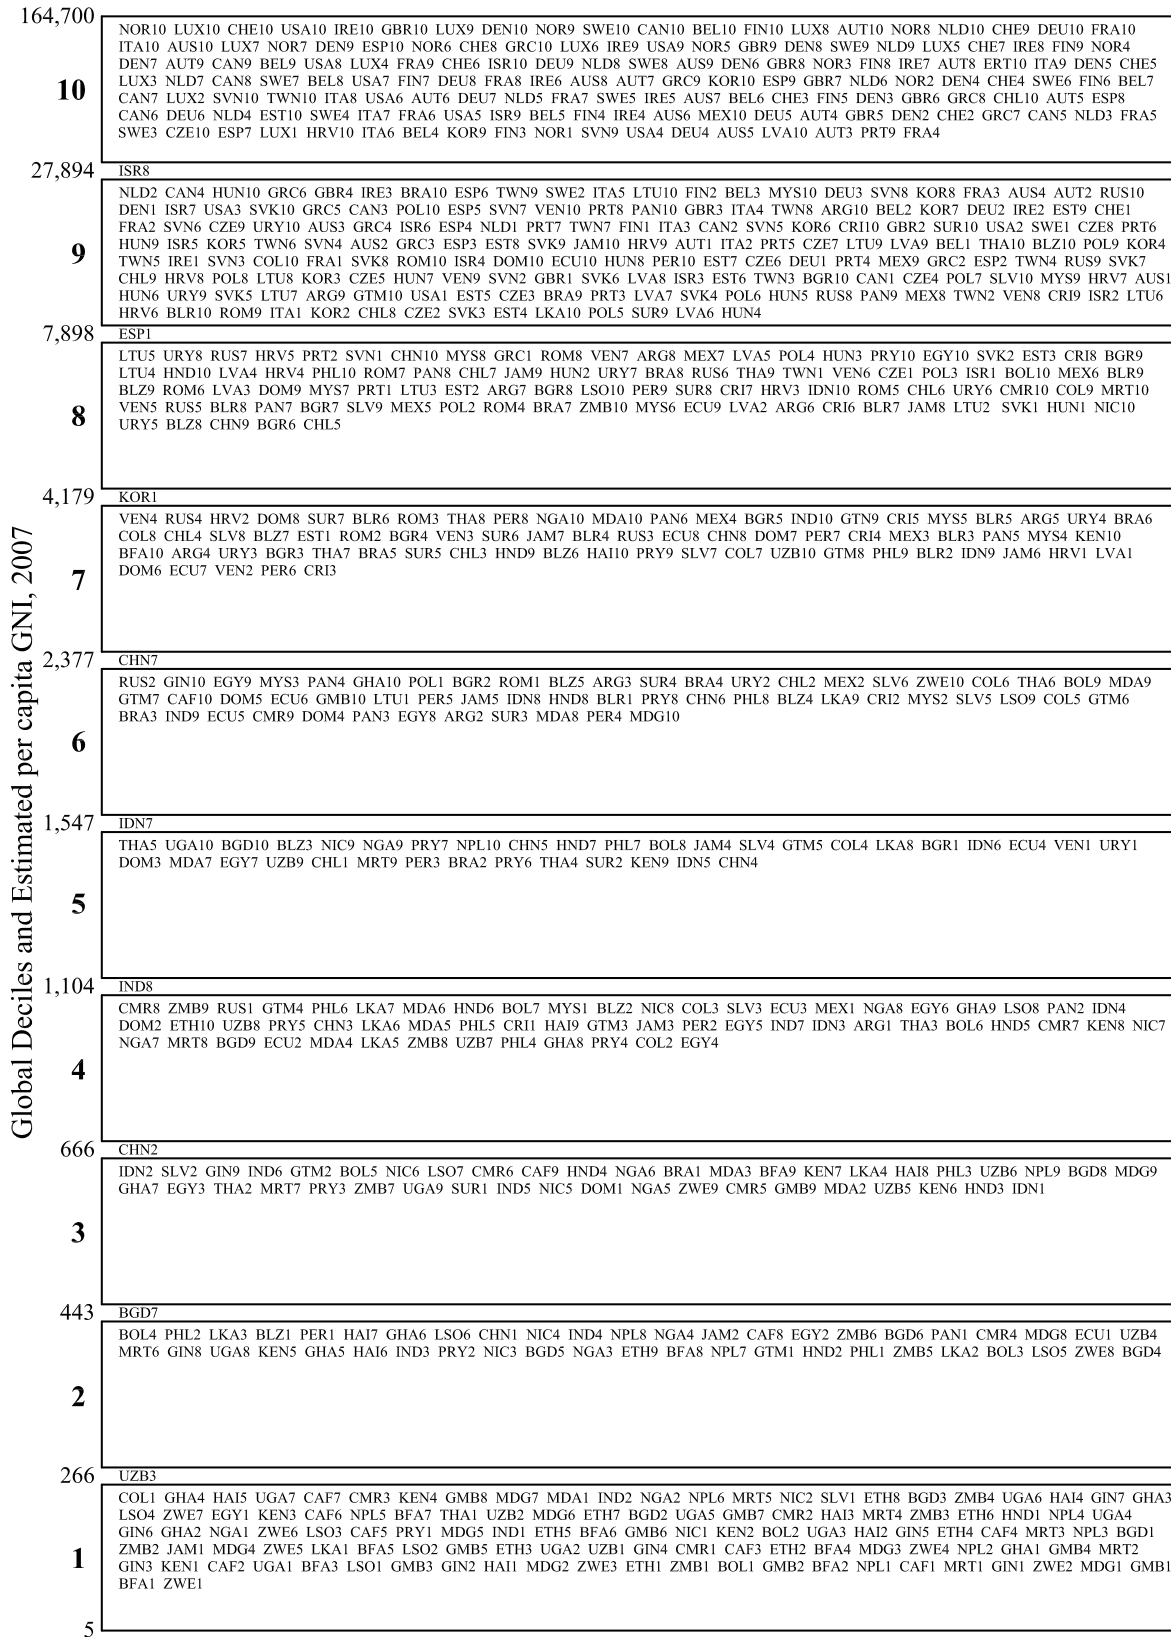 164,700
NOR10 LUX10 CHE10 USA10 IRE10 GBR10 LUX9 DEN10 NOR9 SWE10 CAN10 BEL10 FIN10 LUX8 AUT10 NOR8 NLD10 CHE9 DEU10 FRA10
ITA10 AUS10 LUX7 NOR7 DEN9 ESP10 NOR6 CHE8 GRC10 LUX6 IRE9 USA9 NOR5 GBR9 DEN8 SWE9 NLD9 LUX5 CHE7 IRE8 FIN9 NOR4
DEN7 AUT9 CAN9 BEL9 USA8 LUX4 FRA9 CHE6 ISR10 DEU9 NLD8 SWE8 AUS9 DEN6 GBR8 NOR3 FIN8 IRE7 AUT8 ERT10 ITA9 DEN5 CHE5
LUX3 NLD7 CAN8 SWE7 BEL8 USA7 FIN7 DEU8 FRA8 IRE6 AUS8 AUT7 GRC9 KOR10 ESP9 GBR7 NLD6 NOR2 DEN4 CHE4 SWE6 FIN6 BEL7
10
CAN7 LUX2 SVN10 TWN10 ITA8 USA6 AUT6 DEU7 NLD5 FRA7 SWE5 IRE5 AUS7 BEL6 CHE3 FIN5 DEN3 GBR6 GRC8 CHL10 AUT5 ESP8
CAN6 DEU6 NLD4 EST10 SWE4 ITA7 FRA6 USA5 ISR9 BEL5 FIN4 IRE4 AUS6 MEX10 DEU5 AUT4 GBR5 DEN2 CHE2 GRC7 CAN5 NLD3 FRA5
SWE3 CZE10 ESP7 LUX1 HRV10 ITA6 BEL4 KOR9 FIN3 NOR1 SVN9 USA4 DEU4 AUS5 LVA10 AUT3 PRT9 FRA4
27,894
ISR8
NLD2 CAN4 HUN10 GRC6 GBR4 IRE3 BRA10 ESP6 TWN9 SWE2 ITA5 LTU10 FIN2 BEL3 MYS10 DEU3 SVN8 KOR8 FRA3 AUS4 AUT2 RUS10
DEN1 ISR7 USA3 SVK10 GRC5 CAN3 POL10 ESP5 SVN7 VEN10 PRT8 PAN10 GBR3 ITA4 TWN8 ARG10 BEL2 KOR7 DEU2 IRE2 EST9 CHE1
FRA2 SVN6 CZE9 URY10 AUS3 GRC4 ISR6 ESP4 NLD1 PRT7 TWN7 FIN1 ITA3 CAN2 SVN5 KOR6 CRI10 GBR2 SUR10 USA2 SWE1 CZE8 PRT6
HUN9 ISR5 KOR5 TWN6 SVN4 AUS2 GRC3 ESP3 EST8 SVK9 JAM10 HRV9 AUT1 ITA2 PRT5 CZE7 LTU9 LVA9 BEL1 THA10 BLZ10 POL9 KOR4
9
TWN5 IRE1 SVN3 COL10 FRA1 SVK8 ROM10 ISR4 DOM10 ECU10 HUN8 PER10 EST7 CZE6 DEU1 PRT4 MEX9 GRC2 ESP2 TWN4 RUS9 SVK7
CHL9 HRV8 POL8 LTU8 KOR3 CZE5 HUN7 VEN9 SVN2 GBR1 SVK6 LVA8 ISR3 EST6 TWN3 BGR10 CAN1 CZE4 POL7 SLV10 MYS9 HRV7 AUS1
HUN6 URY9 SVK5 LTU7 ARG9 GTM10 USA1 EST5 CZE3 BRA9 PRT3 LVA7 SVK4 POL6 HUN5 RUS8 PAN9 MEX8 TWN2 VEN8 CRI9 ISR2 LTU6
HRV6 BLR10 ROM9 ITA1 KOR2 CHL8 CZE2 SVK3 EST4 LKA10 POL5 SUR9 LVA6 HUN4
7,898
ESP1
LTU5 URY8 RUS7 HRV5 PRT2 SVN1 CHN10 MYS8 GRC1 ROM8 VEN7 ARG8 MEX7 LVA5 POL4 HUN3 PRY10 EGY10 SVK2 EST3 CRI8 BGR9
LTU4 HND10 LVA4 HRV4 PHL10 ROM7 PAN8 CHL7 JAM9 HUN2 URY7 BRA8 RUS6 THA9 TWN1 VEN6 CZE1 POL3 ISR1 BOL10 MEX6 BLR9
BLZ9 ROM6 LVA3 DOM9 MYS7 PRT1 LTU3 EST2 ARG7 BGR8 LSO10 PER9 SUR8 CRI7 HRV3 IDN10 ROM5 CHL6 URY6 CMR10 COL9 MRT10
VEN5 RUS5 BLR8 PAN7 BGR7 SLV9 MEX5 POL2 ROM4 BRA7 ZMB10 MYS6 ECU9 LVA2 ARG6 CRI6 BLR7 JAM8 LTU2 SVK1 HUN1 NIC10
8
URY5 BLZ8 CHN9 BGR6 CHL5
4,179
KOR1
VEN4 RUS4 HRV2 DOM8 SUR7 BLR6 ROM3 THA8 PER8 NGA10 MDA10 PAN6 MEX4 BGR5 IND10 GTN9 CRI5 MYS5 BLR5 ARG5 URY4 BRA6
COL8 CHL4 SLV8 BLZ7 EST1 ROM2 BGR4 VEN3 SUR6 JAM7 BLR4 RUS3 ECU8 CHN8 DOM7 PER7 CRI4 MEX3 BLR3 PAN5 MYS4 KEN10
BFA10 ARG4 URY3 BGR3 THA7 BRA5 SUR5 CHL3 HND9 BLZ6 HAI10 PRY9 SLV7 COL7 UZB10 GTM8 PHL9 BLR2 IDN9 JAM6 HRV1 LVA1
DOM6 ECU7 VEN2 PER6 CRI3
7
2,377
CHN7
RUS2 GIN10 EGY9 MYS3 PAN4 GHA10 POL1 BGR2 ROM1 BLZ5 ARG3 SUR4 BRA4 URY2 CHL2 MEX2 SLV6 ZWE10 COL6 THA6 BOL9 MDA9
GTM7 CAF10 DOM5 ECU6 GMB10 LTU1 PER5 JAM5 IDN8 HND8 BLR1 PRY8 CHN6 PHL8 BLZ4 LKA9 CRI2 MYS2 SLV5 LSO9 COL5 GTM6
BRA3 IND9 ECU5 CMR9 DOM4 PAN3 EGY8 ARG2 SUR3 MDA8 PER4 MDG10
6
1,547
IDN7
THA5 UGA10 BGD10 BLZ3 NIC9 NGA9 PRY7 NPL10 CHN5 HND7 PHL7 BOL8 JAM4 SLV4 GTM5 COL4 LKA8 BGR1 IDN6 ECU4 VEN1 URY1
DOM3 MDA7 EGY7 UZB9 CHL1 MRT9 PER3 BRA2 PRY6 THA4 SUR2 KEN9 IDN5 CHN4
5
1,104
IND8
CMR8 ZMB9 RUS1 GTM4 PHL6 LKA7 MDA6 HND6 BOL7 MYS1 BLZ2 NIC8 COL3 SLV3 ECU3 MEX1 NGA8 EGY6 GHA9 LSO8 PAN2 IDN4
DOM2 ETH10 UZB8 PRY5 CHN3 LKA6 MDA5 PHL5 CRI1 HAI9 GTM3 JAM3 PER2 EGY5 IND7 IDN3 ARG1 THA3 BOL6 HND5 CMR7 KEN8 NIC7
NGA7 MRT8 BGD9 ECU2 MDA4 LKA5 ZMB8 UZB7 PHL4 GHA8 PRY4 COL2 EGY4
4
666
CHN2
IDN2 SLV2 GIN9 IND6 GTM2 BOL5 NIC6 LSO7 CMR6 CAF9 HND4 NGA6 BRA1 MDA3 BFA9 KEN7 LKA4 HAI8 PHL3 UZB6 NPL9 BGD8 MDG9
GHA7 EGY3 THA2 MRT7 PRY3 ZMB7 UGA9 SUR1 IND5 NIC5 DOM1 NGA5 ZWE9 CMR5 GMB9 MDA2 UZB5 KEN6 HND3 IDN1
3
443
BGD7
BOL4 PHL2 LKA3 BLZ1 PER1 HAI7 GHA6 LSO6 CHN1 NIC4 IND4 NPL8 NGA4 JAM2 CAF8 EGY2 ZMB6 BGD6 PAN1 CMR4 MDG8 ECU1 UZB4
MRT6 GIN8 UGA8 KEN5 GHA5 HAI6 IND3 PRY2 NIC3 BGD5 NGA3 ETH9 BFA8 NPL7 GTM1 HND2 PHL1 ZMB5 LKA2 BOL3 LSO5 ZWE8 BGD4
2
266
UZB3
COL1 GHA4 HAI5 UGA7 CAF7 CMR3 KEN4 GMB8 MDG7 MDA1 IND2 NGA2 NPL6 MRT5 NIC2 SLV1 ETH8 BGD3 ZMB4 UGA6 HAI4 GIN7 GHA3
LSO4 ZWE7 EGY1 KEN3 CAF6 NPL5 BFA7 THA1 UZB2 MDG6 ETH7 BGD2 UGA5 GMB7 CMR2 HAI3 MRT4 ZMB3 ETH6 HND1 NPL4 UGA4
GIN6 GHA2 NGA1 ZWE6 LSO3 CAF5 PRY1 MDG5 IND1 ETH5 BFA6 GMB6 NIC1 KEN2 BOL2 UGA3 HAI2 GIN5 ETH4 CAF4 MRT3 NPL3 BGD1
1
ZMB2 JAM1 MDG4 ZWE5 LKA1 BFA5 LSO2 GMB5 ETH3 UGA2 UZB1 GIN4 CMR1 CAF3 ETH2 BFA4 MDG3 ZWE4 NPL2 GHA1 GMB4 MRT2
GIN3 KEN1 CAF2 UGA1 BFA3 LSO1 GMB3 GIN2 HAI1 MDG2 ZWE3 ETH1 ZMB1 BOL1 GMB2 BFA2 NPL1 CAF1 MRT1 GIN1 ZWE2 MDG1 GMB1
BFA1 ZWE1
5
Global Deciles and Estimated per capita GNI, 2007